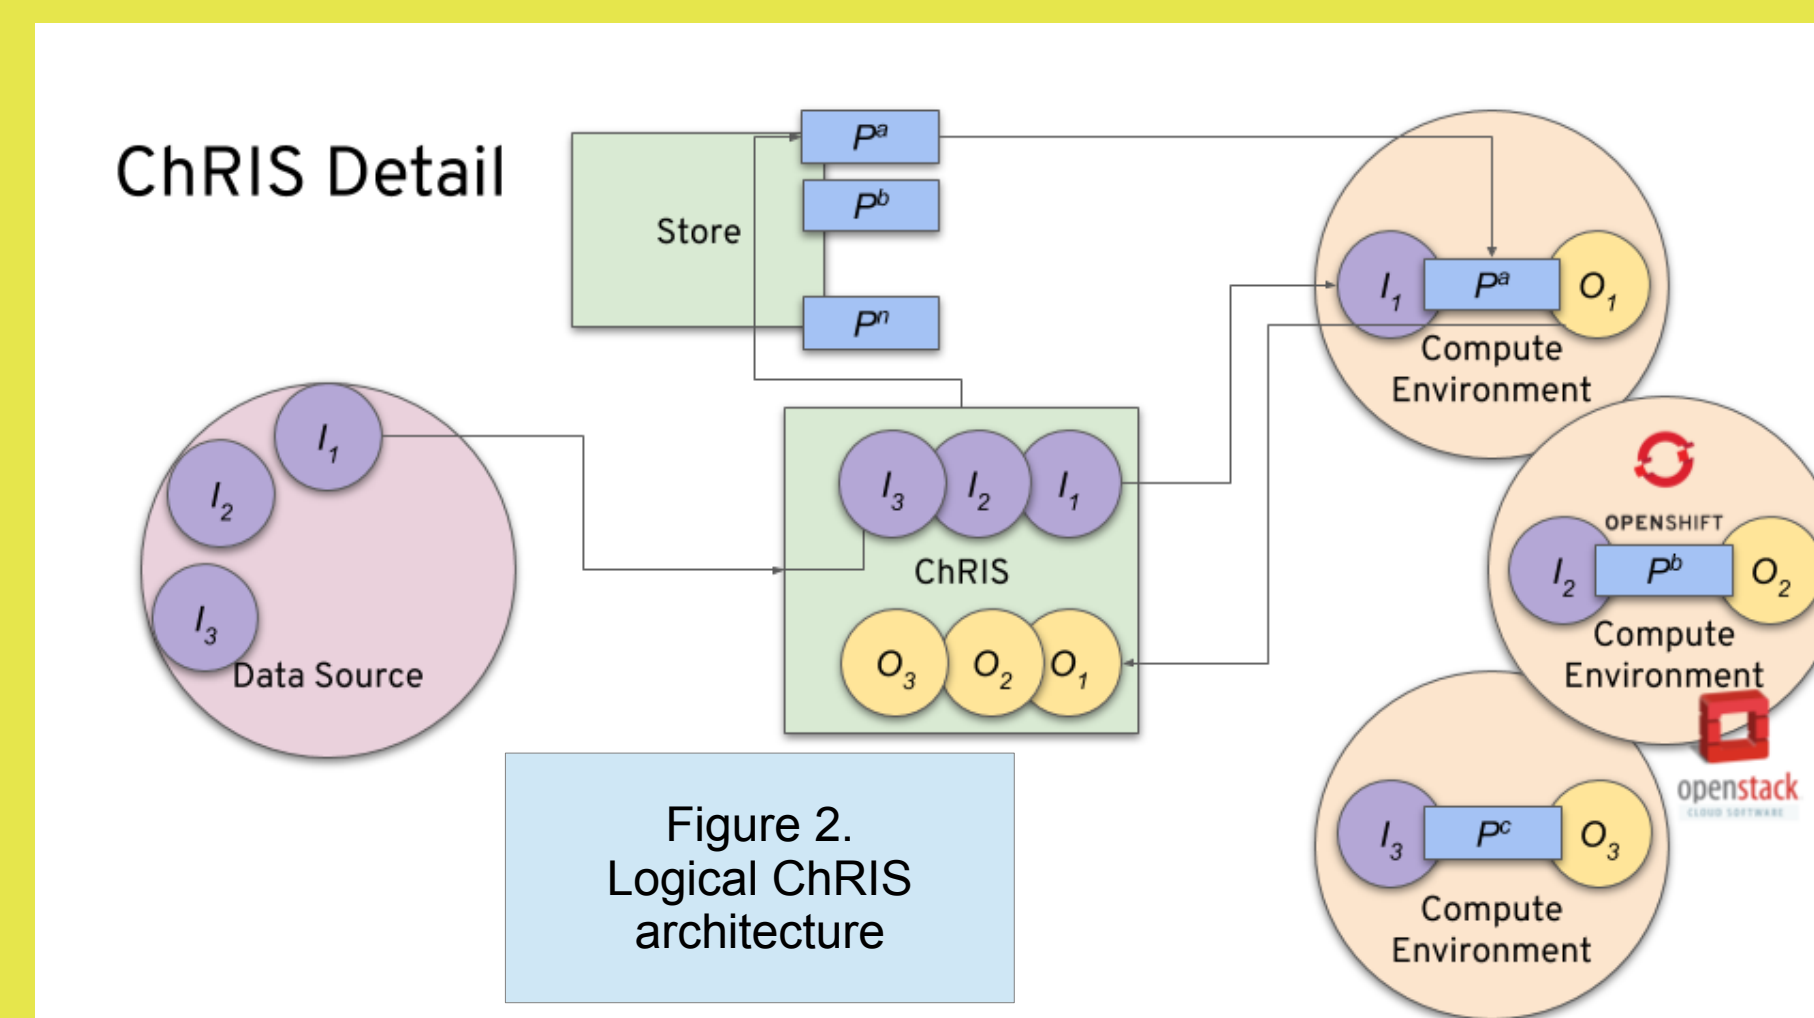 ChRIS Detail
Store
Pa
Pb
Pn
I1
I2
I3
Data Source
I3 I2 I1
ChRIS
O3 O2 O1
I1 Pa O1
Compute
Environment
OPENSHIFT
I2 Pb O2
Compute
Environment
openstack
CLOUD SOFTWARE
I3 Pc O3
Compute
Environment
Figure 2.
Logical ChRIS
architecture